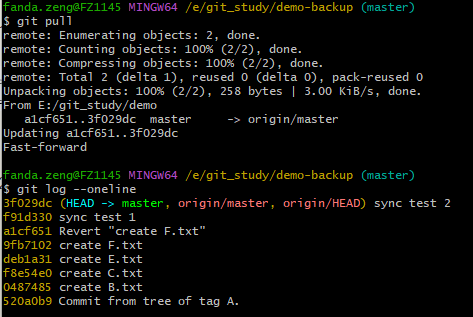 fanda.zeng@FZ1145 MINGW64 /e/git_study/demo-backup (master)
$ git pull
remote: Enumerating objects: 2, done.
remote: Counting objects: 100% (2/2), done.
remote: Compressing objects: 100% (2/2), done.
remote: Total 2 (delta 1), reused 0 (delta 0), pack-reused 0
Unpacking objects: 100% (2/2), 258 bytes | 3.00 KiB/s, done.
From E:/git_study/demo
   a1cf651..3f029dc  master     -> origin/master
Updating a1cf651..3f029dc
Fast-forward

fanda.zeng@FZ1145 MINGW64 /e/git_study/demo-backup (master)
$ git log --oneline
3f029dc (HEAD -> master, origin/master, origin/HEAD) sync test 2
f91d330 sync test 1
a1cf651 Revert "create F.txt"
9fb7102 create F.txt
deb1a31 create E.txt
f8e54e0 create C.txt
0487485 create B.txt
520a0b9 Commit from tree of tag A.